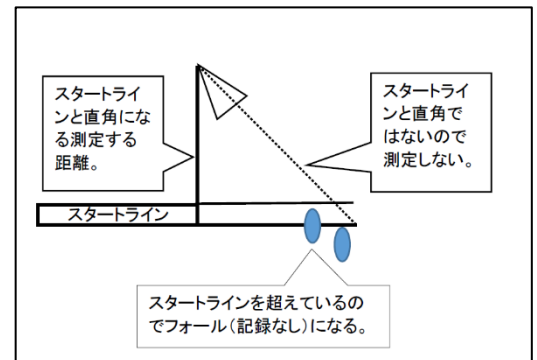 スタートライ
ンと直角にな
る測定する
距離。
スタートライ
ンと直角で
はないので
測定しない。
スタートライン
スタートラインを超えているの
でフォール(記録なし)になる。